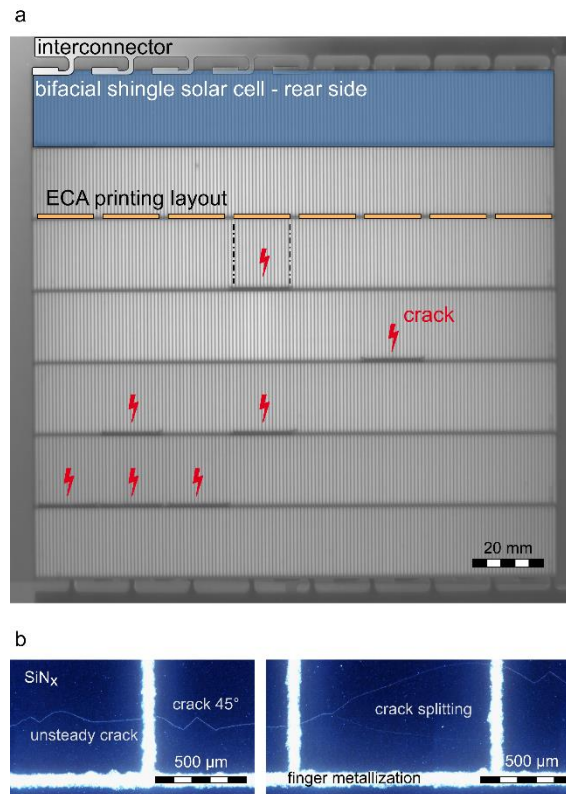 a
interconnector
bifacial shingle solar cell - rear side
ECA printing layout
crack
20 mm
b
SiNx
crack 45°
unsteady crack
500 µm
crack splitting
finger metallization
500 µm